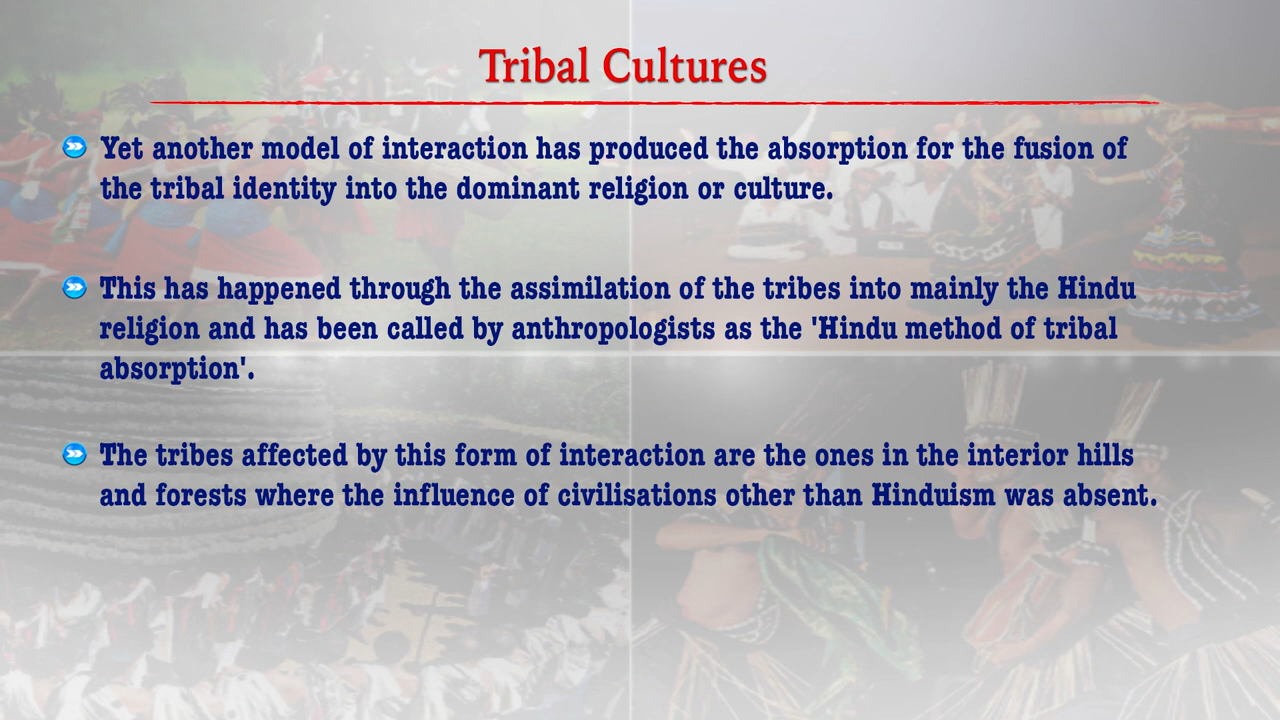 Tribal Cultures
Yet another model of interaction has produced the absorption for the fusion of
the tribal identity into the dominant religion or culture.
This has happened through the assimilation of the tribes into mainly the Hindu
religion and has been called by anthropologists as the 'Hindu method of tribal
absorption'.
The tribes affected by this form of interaction are the ones in the interior hills
and forests where the influence of civilisations other than Hinduism was absent.